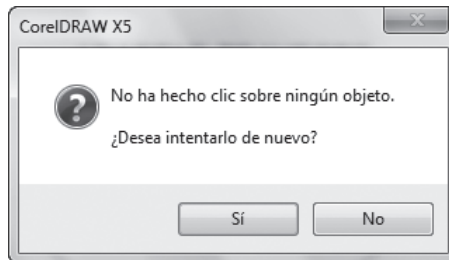 CorelDRAW X5
No ha hecho clic sobre ningún objeto.
¿Desea intentarlo de nuevo?
Sí
No